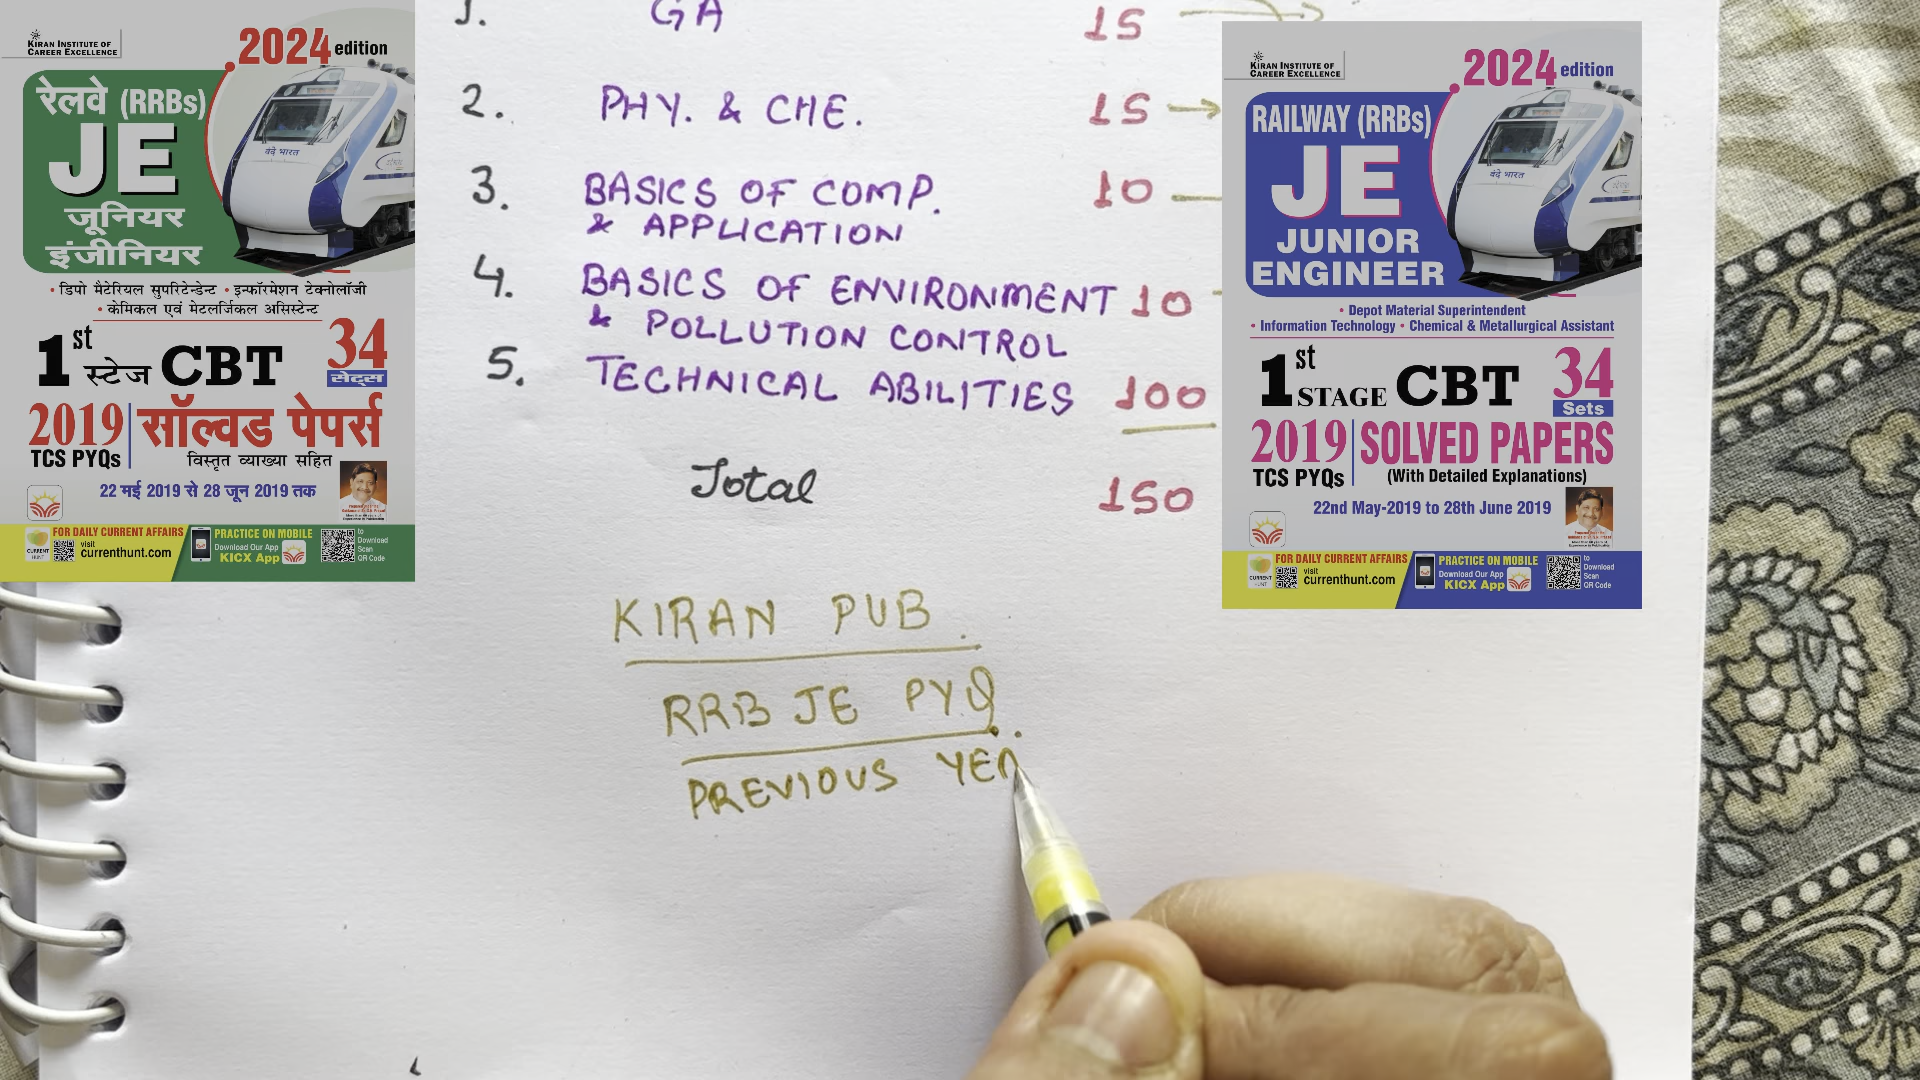 1. GA 15
2. PHY. & CHE. 15 →
3. BASICS OF COMP. 10
& APPLICATION
4. BASICS OF ENVIRONMENT 10
& POLLUTION CONTROL
5. TECHNICAL ABILITIES 100
Total 150
KIRAN PUB.
RRB JE PYQ.
PREVIOUS YEA
KIRAN INSTITUTE OF
CAREER EXCELLENCE
2024 edition
रेलवे (RRBs)
JE
जूनियर
इंजीनियर
वंदे भारत
• डिपो मैटेरियल सुपरिटेन्डेन्ट • इन्फॉरमेशन टेक्नोलॉजी
• केमिकल एवं मेटलर्जिकल असिस्टेन्ट
1st स्टेज CBT
34
सेट्स
2019 सॉल्वड पेपर्स
TCS PYQs विस्तृत व्याख्या सहित
22 मई 2019 से 28 जून 2019 तक
FOR DAILY CURRENT AFFAIRS
visit
currenthunt.com
CURRENT
HUNT
PRACTICE ON MOBILE
Download Our App
KICX App
to
Download
Scan
QR Code
KIRAN INSTITUTE OF
CAREER EXCELLENCE
2024 edition
RAILWAY (RRBs)
JE
JUNIOR
ENGINEER
वंदे भारत
• Depot Material Superintendent
• Information Technology • Chemical & Metallurgical Assistant
1st STAGE CBT
34
Sets
2019 SOLVED PAPERS
TCS PYQs (With Detailed Explanations)
22nd May-2019 to 28th June 2019
FOR DAILY CURRENT AFFAIRS
visit
currenthunt.com
CURRENT
HUNT
PRACTICE ON MOBILE
Download Our App
KICX App
to
Download
Scan
QR Code